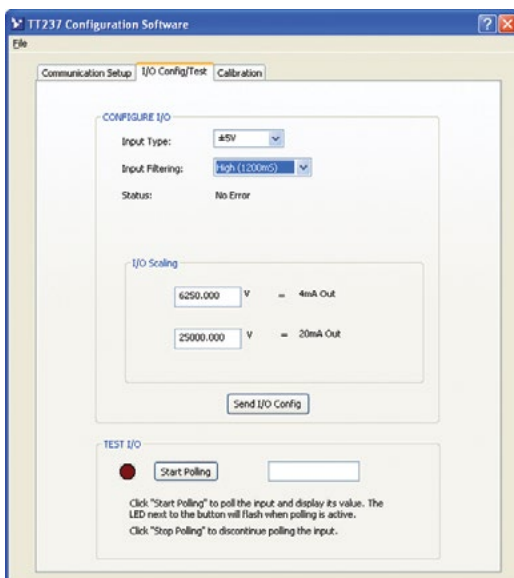 TT237 Configuration Software
File
Communication Setup I/O Config/Test Calibration
CONFIGURE I/O
Input Type: ±5V
Input Filtering: High (1200mS)
Status: No Error
I/O Scaling
6250.000 V = 4mA Out
25000.000 V = 20mA Out
Send I/O Config
TEST I/O
Start Polling
Click "Start Polling" to poll the input and display its value. The
LED next to the button will flash when polling is active.
Click "Stop Polling" to discontinue polling the input.